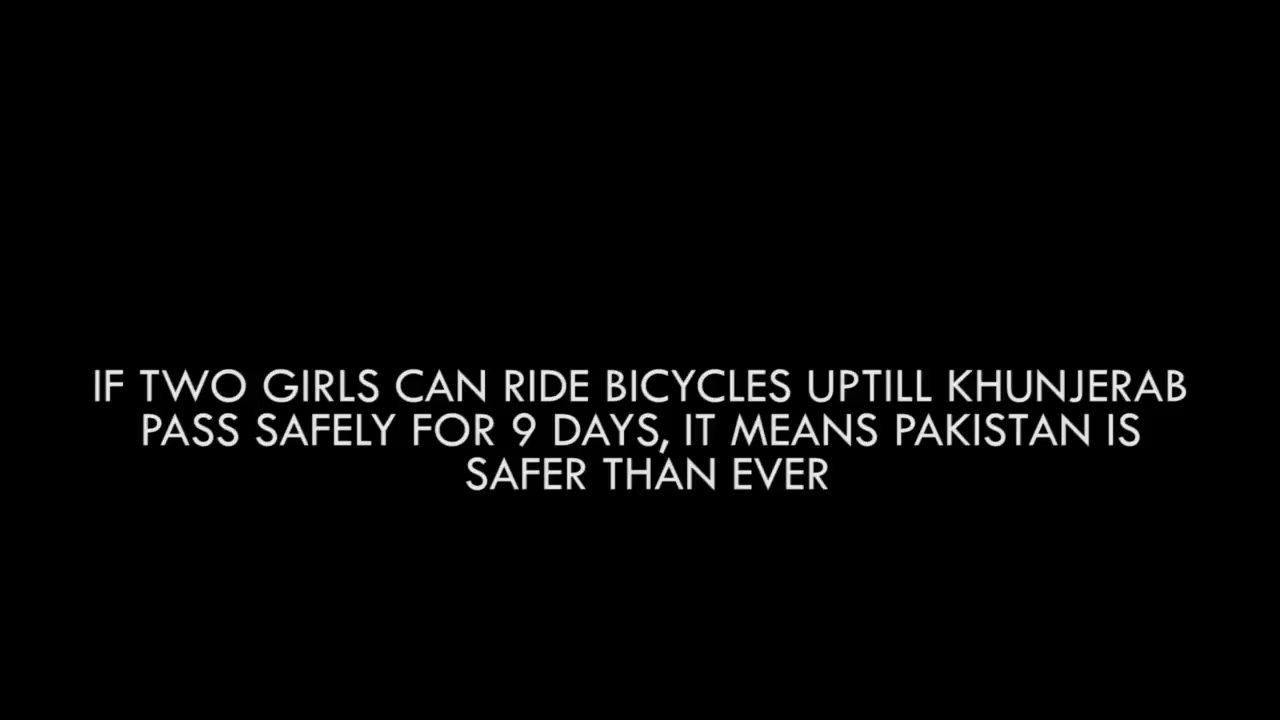 IF TWO GIRLS CAN RIDE BICYCLES UPTILL KHUNJERAB
PASS SAFELY FOR 9 DAYS, IT MEANS PAKISTAN IS
SAFER THAN EVER